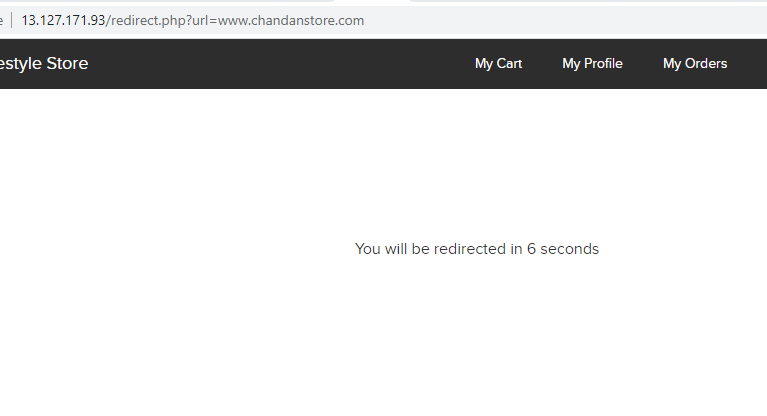 13.127.171.93/redirect.php?url=www.chandanstore.com
estyle Store My Cart My Profile My Orders
You will be redirected in 6 seconds